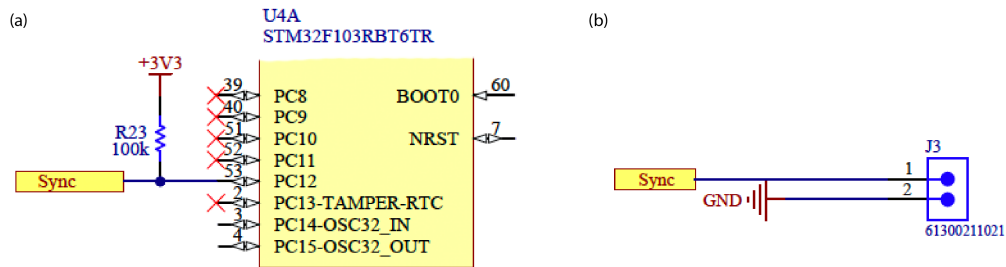 (a)
U4A
STM32F103RBT6TR
+3V3
R23
100k
Sync
39 PC8
40 PC9
51 PC10
52 PC11
53 PC12
2 PC13-TAMPER-RTC
3 PC14-OSC32_IN
4 PC15-OSC32_OUT
BOOT0 60
NRST 7
(b)
Sync
GND
J3
1
2
61300211021